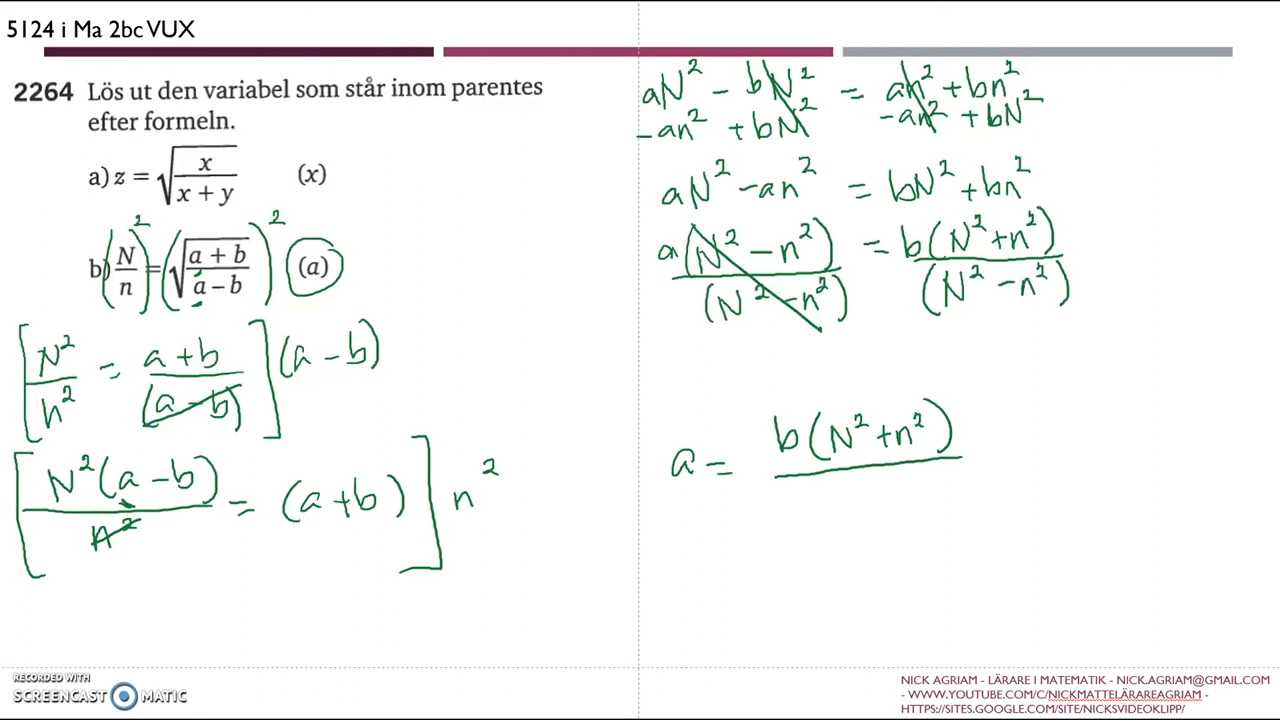 5124 i Ma 2bc VUX
2264 Lös ut den variabel som står inom parentes
efter formeln.
a) z = √(x / (x + y)) (x)
b) (N/n)² = (√((a + b) / (a − b)))² (a)
[N²/n² = (a + b)/(a − b)] (a − b)
[N²(a − b)/n² = (a + b)] n²
aN² − bN² = an² + bn²
−an² + bN² −an² + bN²
aN² − an² = bN² + bn²
a(N² − n²)/(N² − n²) = b(N² + n²)/(N² − n²)
a = b(N² + n²)
RECORDED WITH
SCREENCAST MATIC
NICK AGRIAM - LÄRARE I MATEMATIK - NICK.AGRIAM@GMAIL.COM
- WWW.YOUTUBE.COM/C/NICKMATTELÄRAREAGRIAM -
HTTPS://SITES.GOOGLE.COM/SITE/NICKSVIDEOKLIPP/